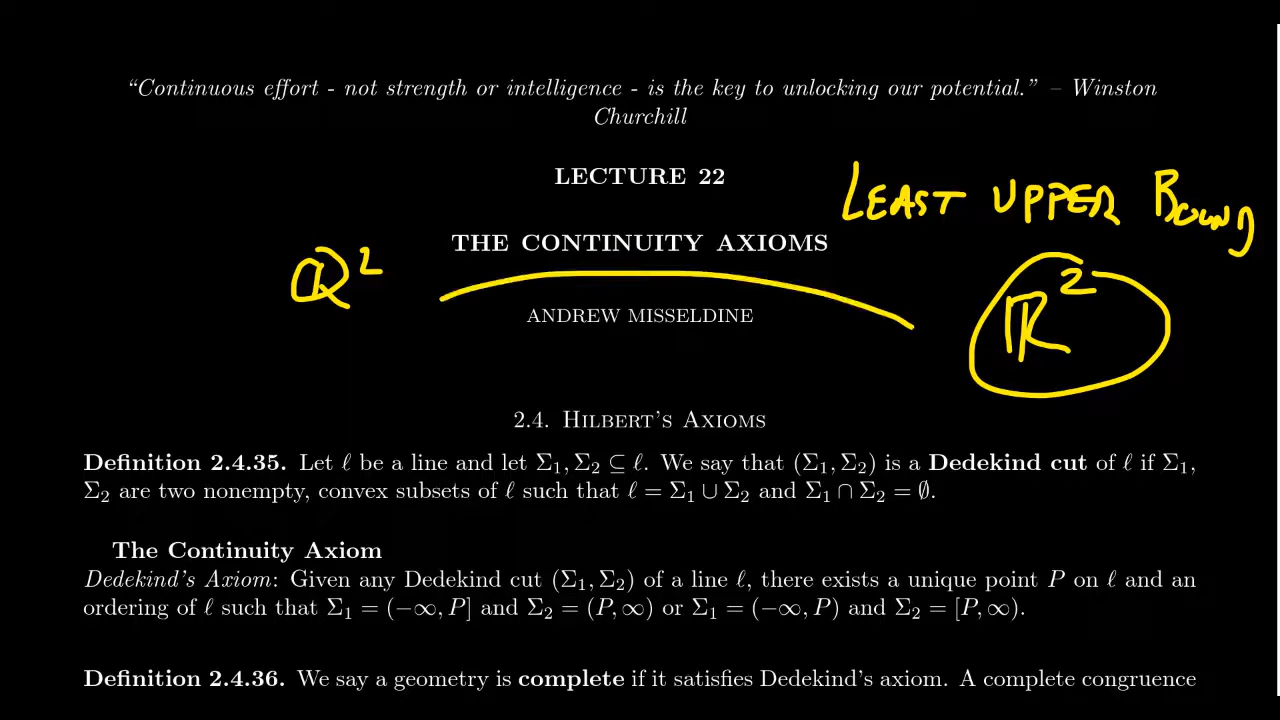 “Continuous effort - not strength or intelligence - is the key to unlocking our potential.” – Winston
Churchill
LECTURE 22
LEAST UPPER BOUND
THE CONTINUITY AXIOMS
ℚ²
ℝ²
ANDREW MISSELDINE
2.4. HILBERT’S AXIOMS
Definition 2.4.35. Let ℓ be a line and let Σ₁, Σ₂ ⊆ ℓ. We say that (Σ₁, Σ₂) is a Dedekind cut of ℓ if Σ₁,
Σ₂ are two nonempty, convex subsets of ℓ such that ℓ = Σ₁ ∪ Σ₂ and Σ₁ ∩ Σ₂ = ∅.
The Continuity Axiom
Dedekind’s Axiom: Given any Dedekind cut (Σ₁, Σ₂) of a line ℓ, there exists a unique point P on ℓ and an
ordering of ℓ such that Σ₁ = (−∞, P] and Σ₂ = (P, ∞) or Σ₁ = (−∞, P) and Σ₂ = [P, ∞).
Definition 2.4.36. We say a geometry is complete if it satisfies Dedekind’s axiom. A complete congruence